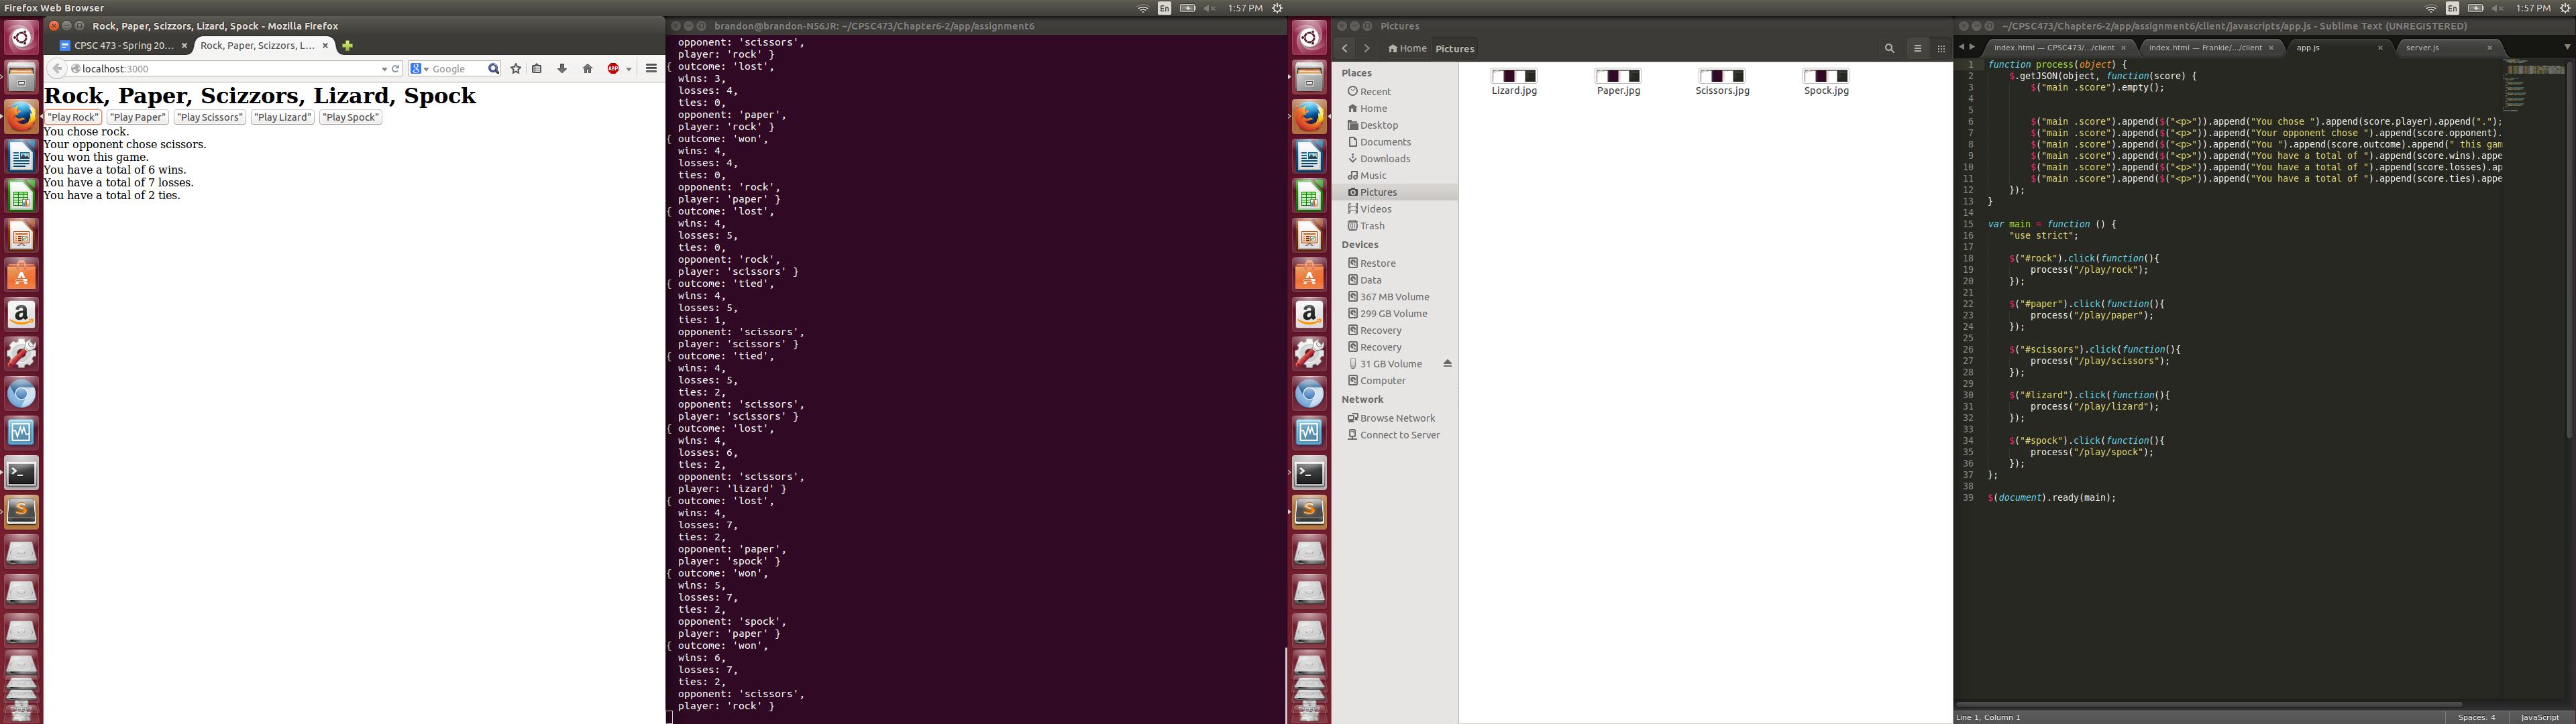 Firefox Web Browser
En
1:57 PM
En
1:57 PM
Rock, Paper, Scizzors, Lizard, Spock - Mozilla Firefox
CPSC 473 - Spring 20...
Rock, Paper, Scizzors, L...
localhost:3000
Google
ABP
Rock, Paper, Scizzors, Lizard, Spock
"Play Rock" "Play Paper" "Play Scissors" "Play Lizard" "Play Spock"
You chose rock.
Your opponent chose scissors.
You won this game.
You have a total of 6 wins.
You have a total of 7 losses.
You have a total of 2 ties.
brandon@brandon-N56JR: ~/CPSC473/Chapter6-2/app/assignment6
opponent: 'scissors',
player: 'rock' }
{ outcome: 'lost',
wins: 3,
losses: 4,
ties: 0,
opponent: 'paper',
player: 'rock' }
{ outcome: 'won',
wins: 4,
losses: 4,
ties: 0,
opponent: 'rock',
player: 'paper' }
{ outcome: 'lost',
wins: 4,
losses: 5,
ties: 0,
opponent: 'rock',
player: 'scissors' }
{ outcome: 'tied',
wins: 4,
losses: 5,
ties: 1,
opponent: 'scissors',
player: 'scissors' }
{ outcome: 'tied',
wins: 4,
losses: 5,
ties: 2,
opponent: 'scissors',
player: 'scissors' }
{ outcome: 'lost',
wins: 4,
losses: 6,
ties: 2,
opponent: 'scissors',
player: 'lizard' }
{ outcome: 'lost',
wins: 4,
losses: 7,
ties: 2,
opponent: 'paper',
player: 'spock' }
{ outcome: 'won',
wins: 5,
losses: 7,
ties: 2,
opponent: 'spock',
player: 'paper' }
{ outcome: 'won',
wins: 6,
losses: 7,
ties: 2,
opponent: 'scissors',
player: 'rock' }
Pictures
Home
Pictures
Places
Recent
Home
Desktop
Documents
Downloads
Music
Pictures
Videos
Trash
Devices
Restore
Data
367 MB Volume
299 GB Volume
Recovery
Recovery
31 GB Volume
Computer
Network
Browse Network
Connect to Server
Lizard.jpg
Paper.jpg
Scissors.jpg
Spock.jpg
~/CPSC473/Chapter6-2/app/assignment6/client/javascripts/app.js - Sublime Text (UNREGISTERED)
index.html — CPSC473/.../client
index.html — Frankie/.../client
app.js
server.js
1 function process(object) {
2 $.getJSON(object, function(score) {
3 $("main .score").empty();
4
5
6 $("main .score").append($("<p>")).append("You chose ").append(score.player).append(".");
7 $("main .score").append($("<p>")).append("Your opponent chose ").append(score.opponent).
8 $("main .score").append($("<p>")).append("You ").append(score.outcome).append(" this gam
9 $("main .score").append($("<p>")).append("You have a total of ").append(score.wins).appe
10 $("main .score").append($("<p>")).append("You have a total of ").append(score.losses).ap
11 $("main .score").append($("<p>")).append("You have a total of ").append(score.ties).appe
12 });
13 }
14
15 var main = function () {
16 "use strict";
17
18 $("#rock").click(function(){
19 process("/play/rock");
20 });
21
22 $("#paper").click(function(){
23 process("/play/paper");
24 });
25
26 $("#scissors").click(function(){
27 process("/play/scissors");
28 });
29
30 $("#lizard").click(function(){
31 process("/play/lizard");
32 });
33
34 $("#spock").click(function(){
35 process("/play/spock");
36 });
37 };
38
39 $(document).ready(main);
Line 1, Column 1
Spaces: 4
JavaScript